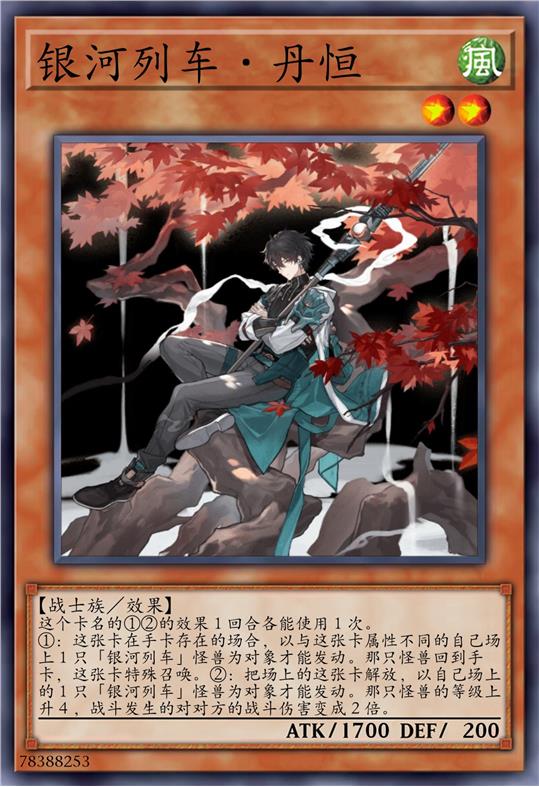 银河列车·丹恒
風
【战士族／效果】
这个卡名的①②的效果１回合各能使用１次。
①：这张卡在手卡存在的场合，以与这张卡属性不同的自己场
上１只「银河列车」怪兽为对象才能发动。那只怪兽回到手
卡，这张卡特殊召唤。②：把场上的这张卡解放，以自己场上
的１只「银河列车」怪兽为对象才能发动。那只怪兽的等级上
升４，战斗发生的对对方的战斗伤害变成２倍。
ATK/1700 DEF/ 200
78388253